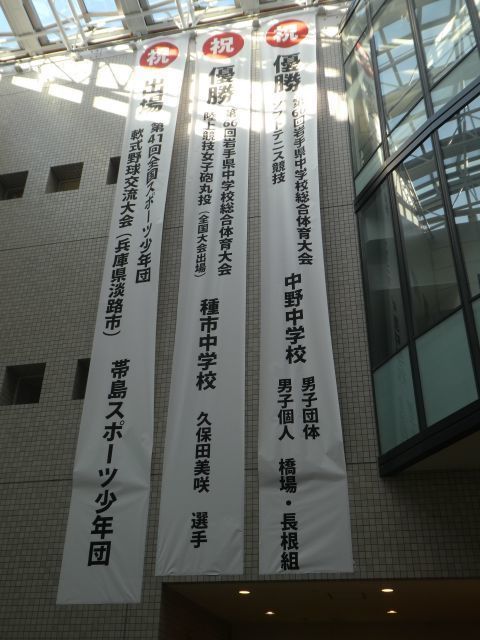 祝
優勝
第66回岩手県中学校総合体育大会
ソフトテニス競技
中野中学校
男子団体
男子個人 橋場・長根組
祝
優勝
第66回岩手県中学校総合体育大会
陸上競技女子砲丸投(全国大会出場)
種市中学校
久保田美咲 選手
祝
出場
第41回全国スポーツ少年団
軟式野球交流大会(兵庫県淡路市)
帯島スポーツ少年団